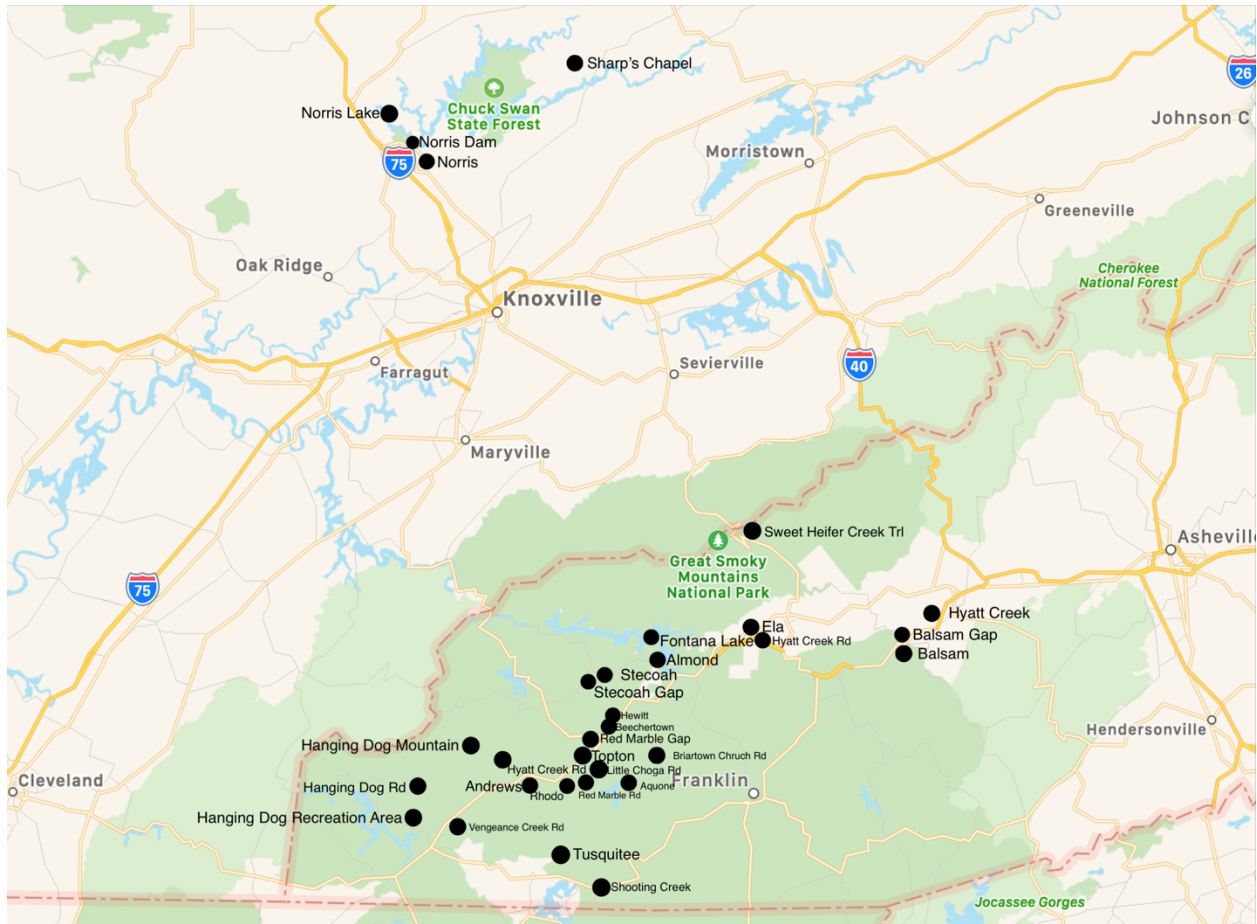 Sharp's Chapel
26
Chuck Swan
State Forest
Norris Lake
Johnson C
Norris Dam
Morristown
75
Norris
Greeneville
Oak Ridge
Cherokee
National Forest
Knoxville
Sevierville
40
Farragut
Maryville
Sweet Heifer Creek Trl
Asheville
Great Smoky
Mountains
National Park
75
Hyatt Creek
Ela
Balsam Gap
Fontana Lake
Hyatt Creek Rd
Balsam
Almond
Stecoah
Stecoah Gap
Hewitt
Beechertown
Hendersonville
Red Marble Gap
Hanging Dog Mountain
Topton
Briartown Chruch Rd
Hyatt Creek Rd
Little Choga Rd
Cleveland
Hanging Dog Rd
Andrews
Rhodo
Red Marble Rd
Aquone
Franklin
Hanging Dog Recreation Area
Vengeance Creek Rd
Tusquitee
Shooting Creek
Jocassee Gorges